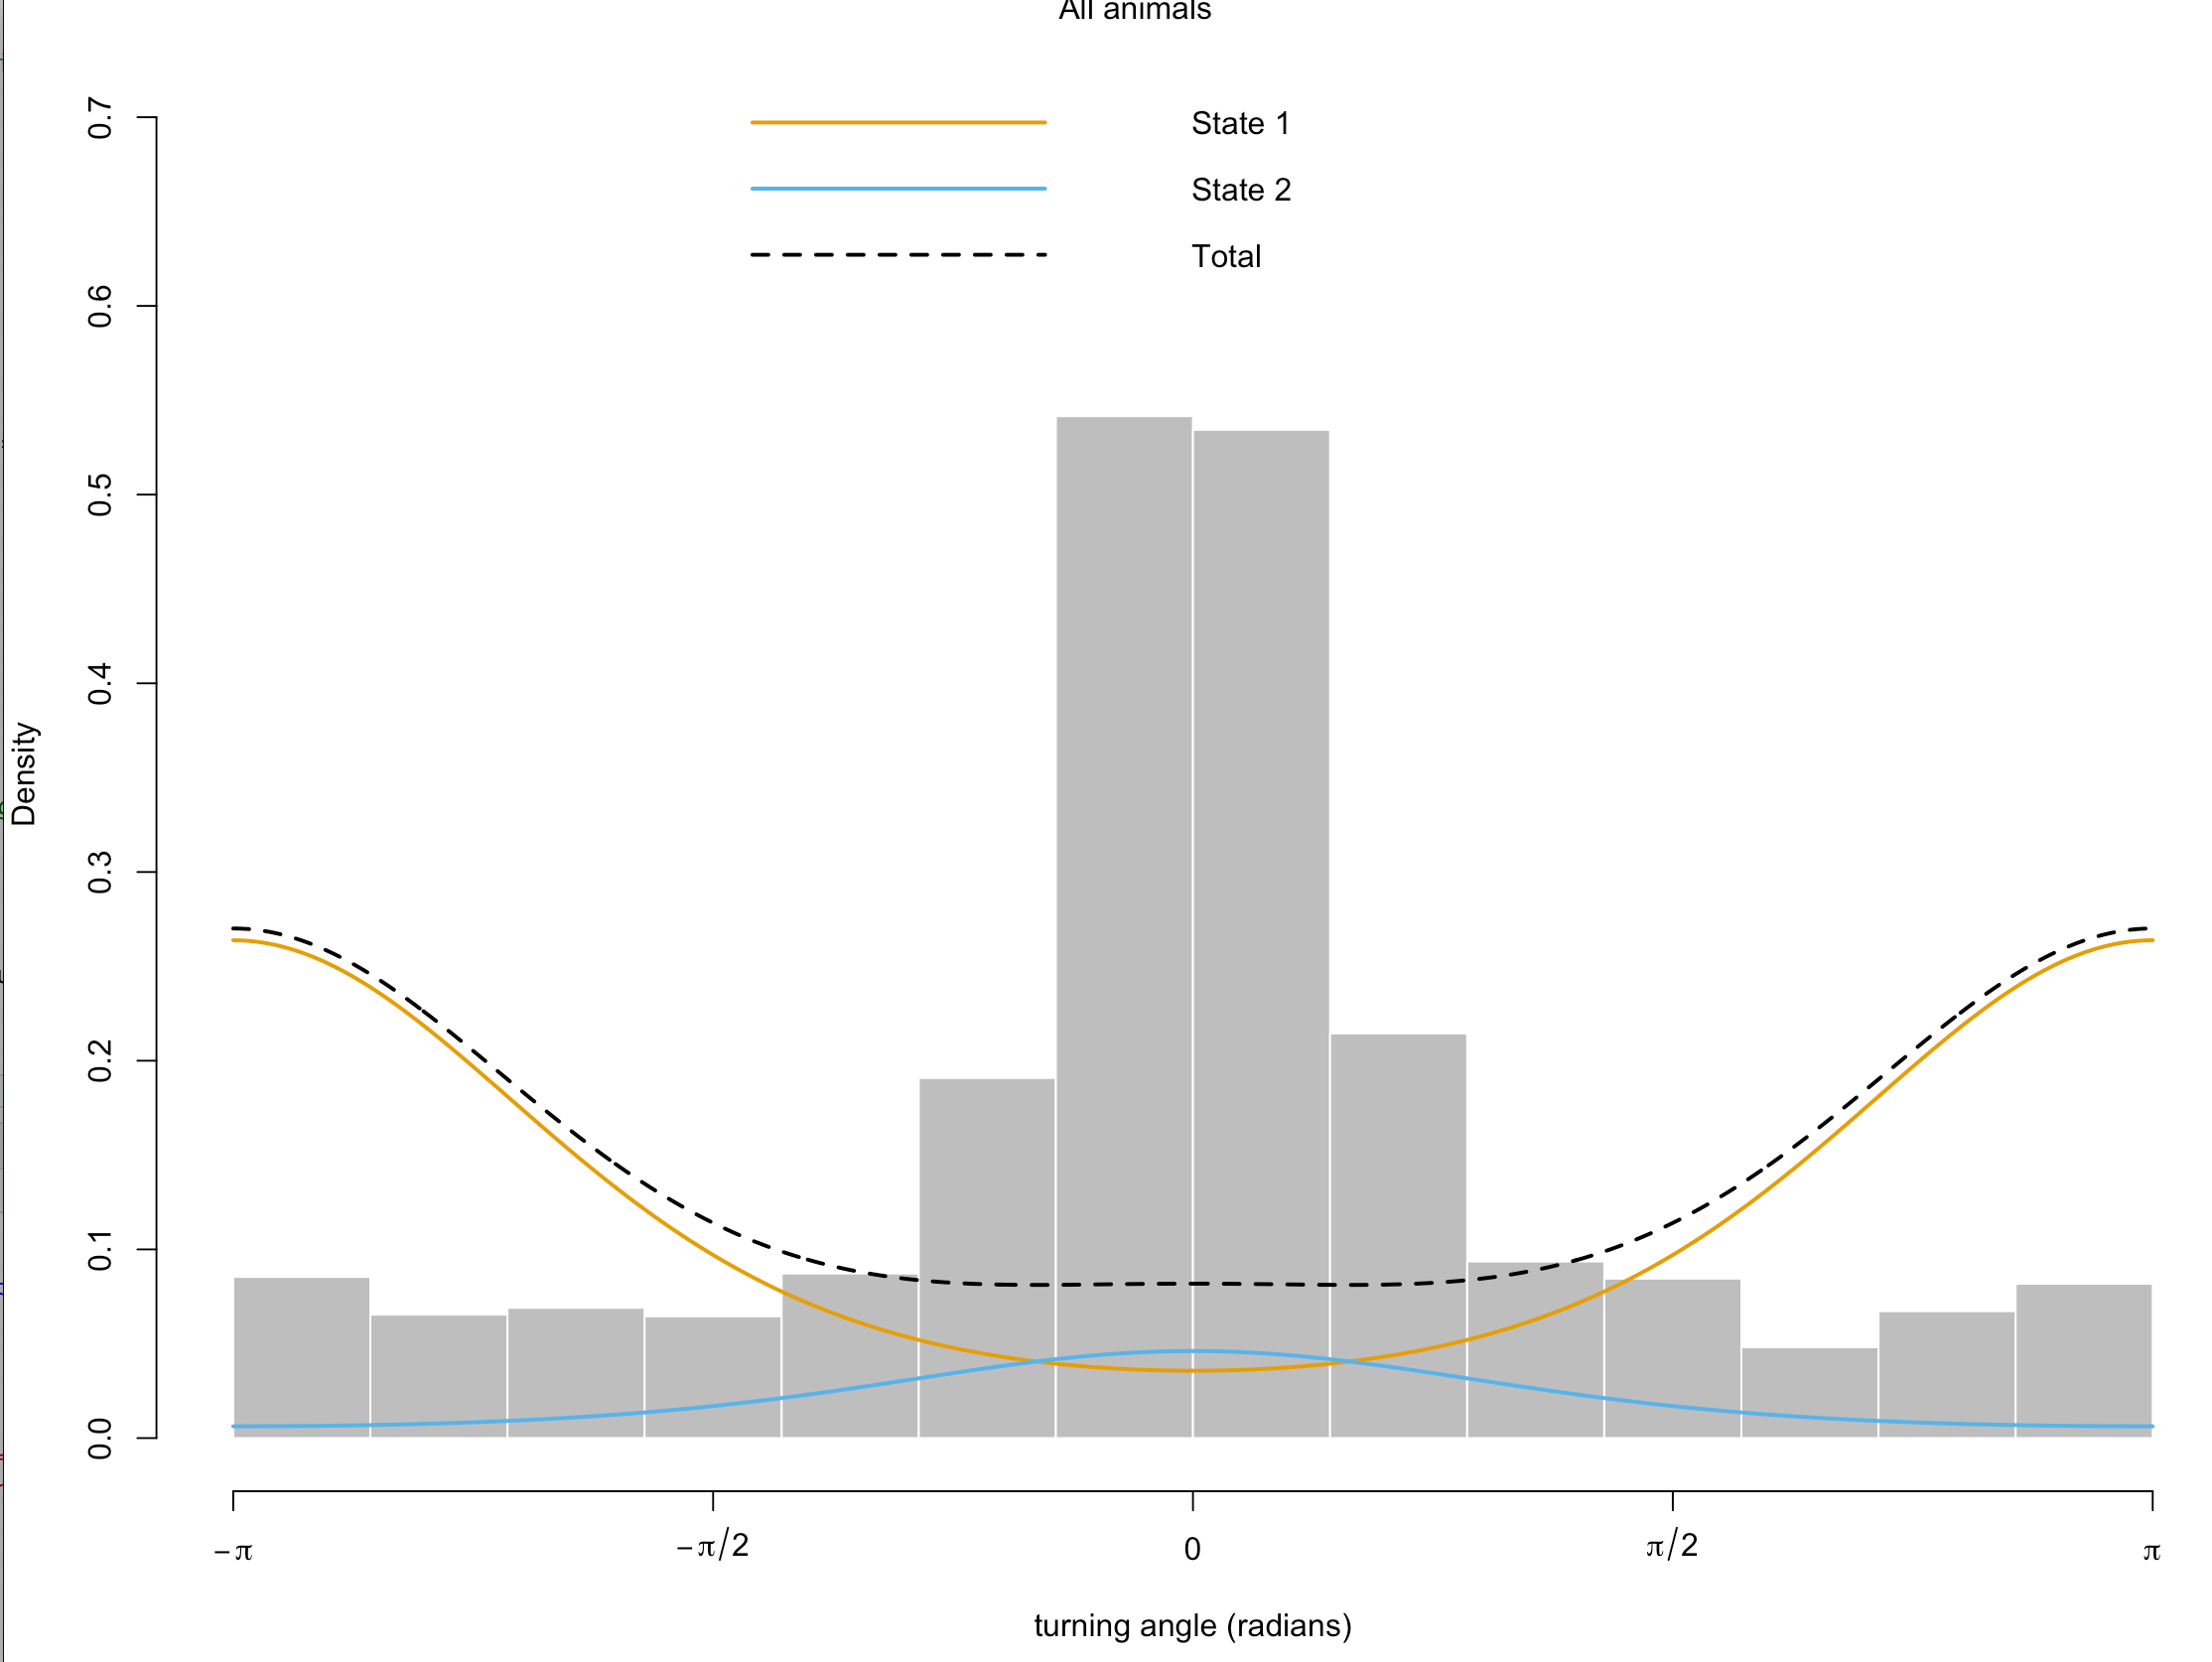 All animals
State 1
State 2
Total
0.7
0.6
0.5
0.4
0.3
0.2
0.1
0.0
Density
−π
−π/2
0
π/2
π
turning angle (radians)